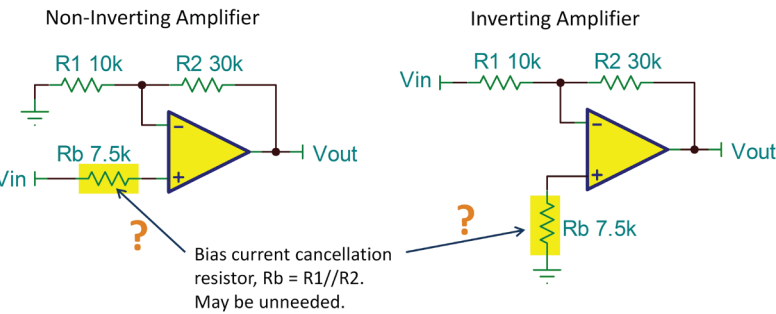 Non-Inverting Amplifier
R1 10k
R2 30k
Rb 7.5k
Vin
-
+
Vout
?
Inverting Amplifier
R1 10k
R2 30k
Vin
-
+
Vout
Rb 7.5k
?
Bias current cancellation
resistor, Rb = R1//R2.
May be unneeded.